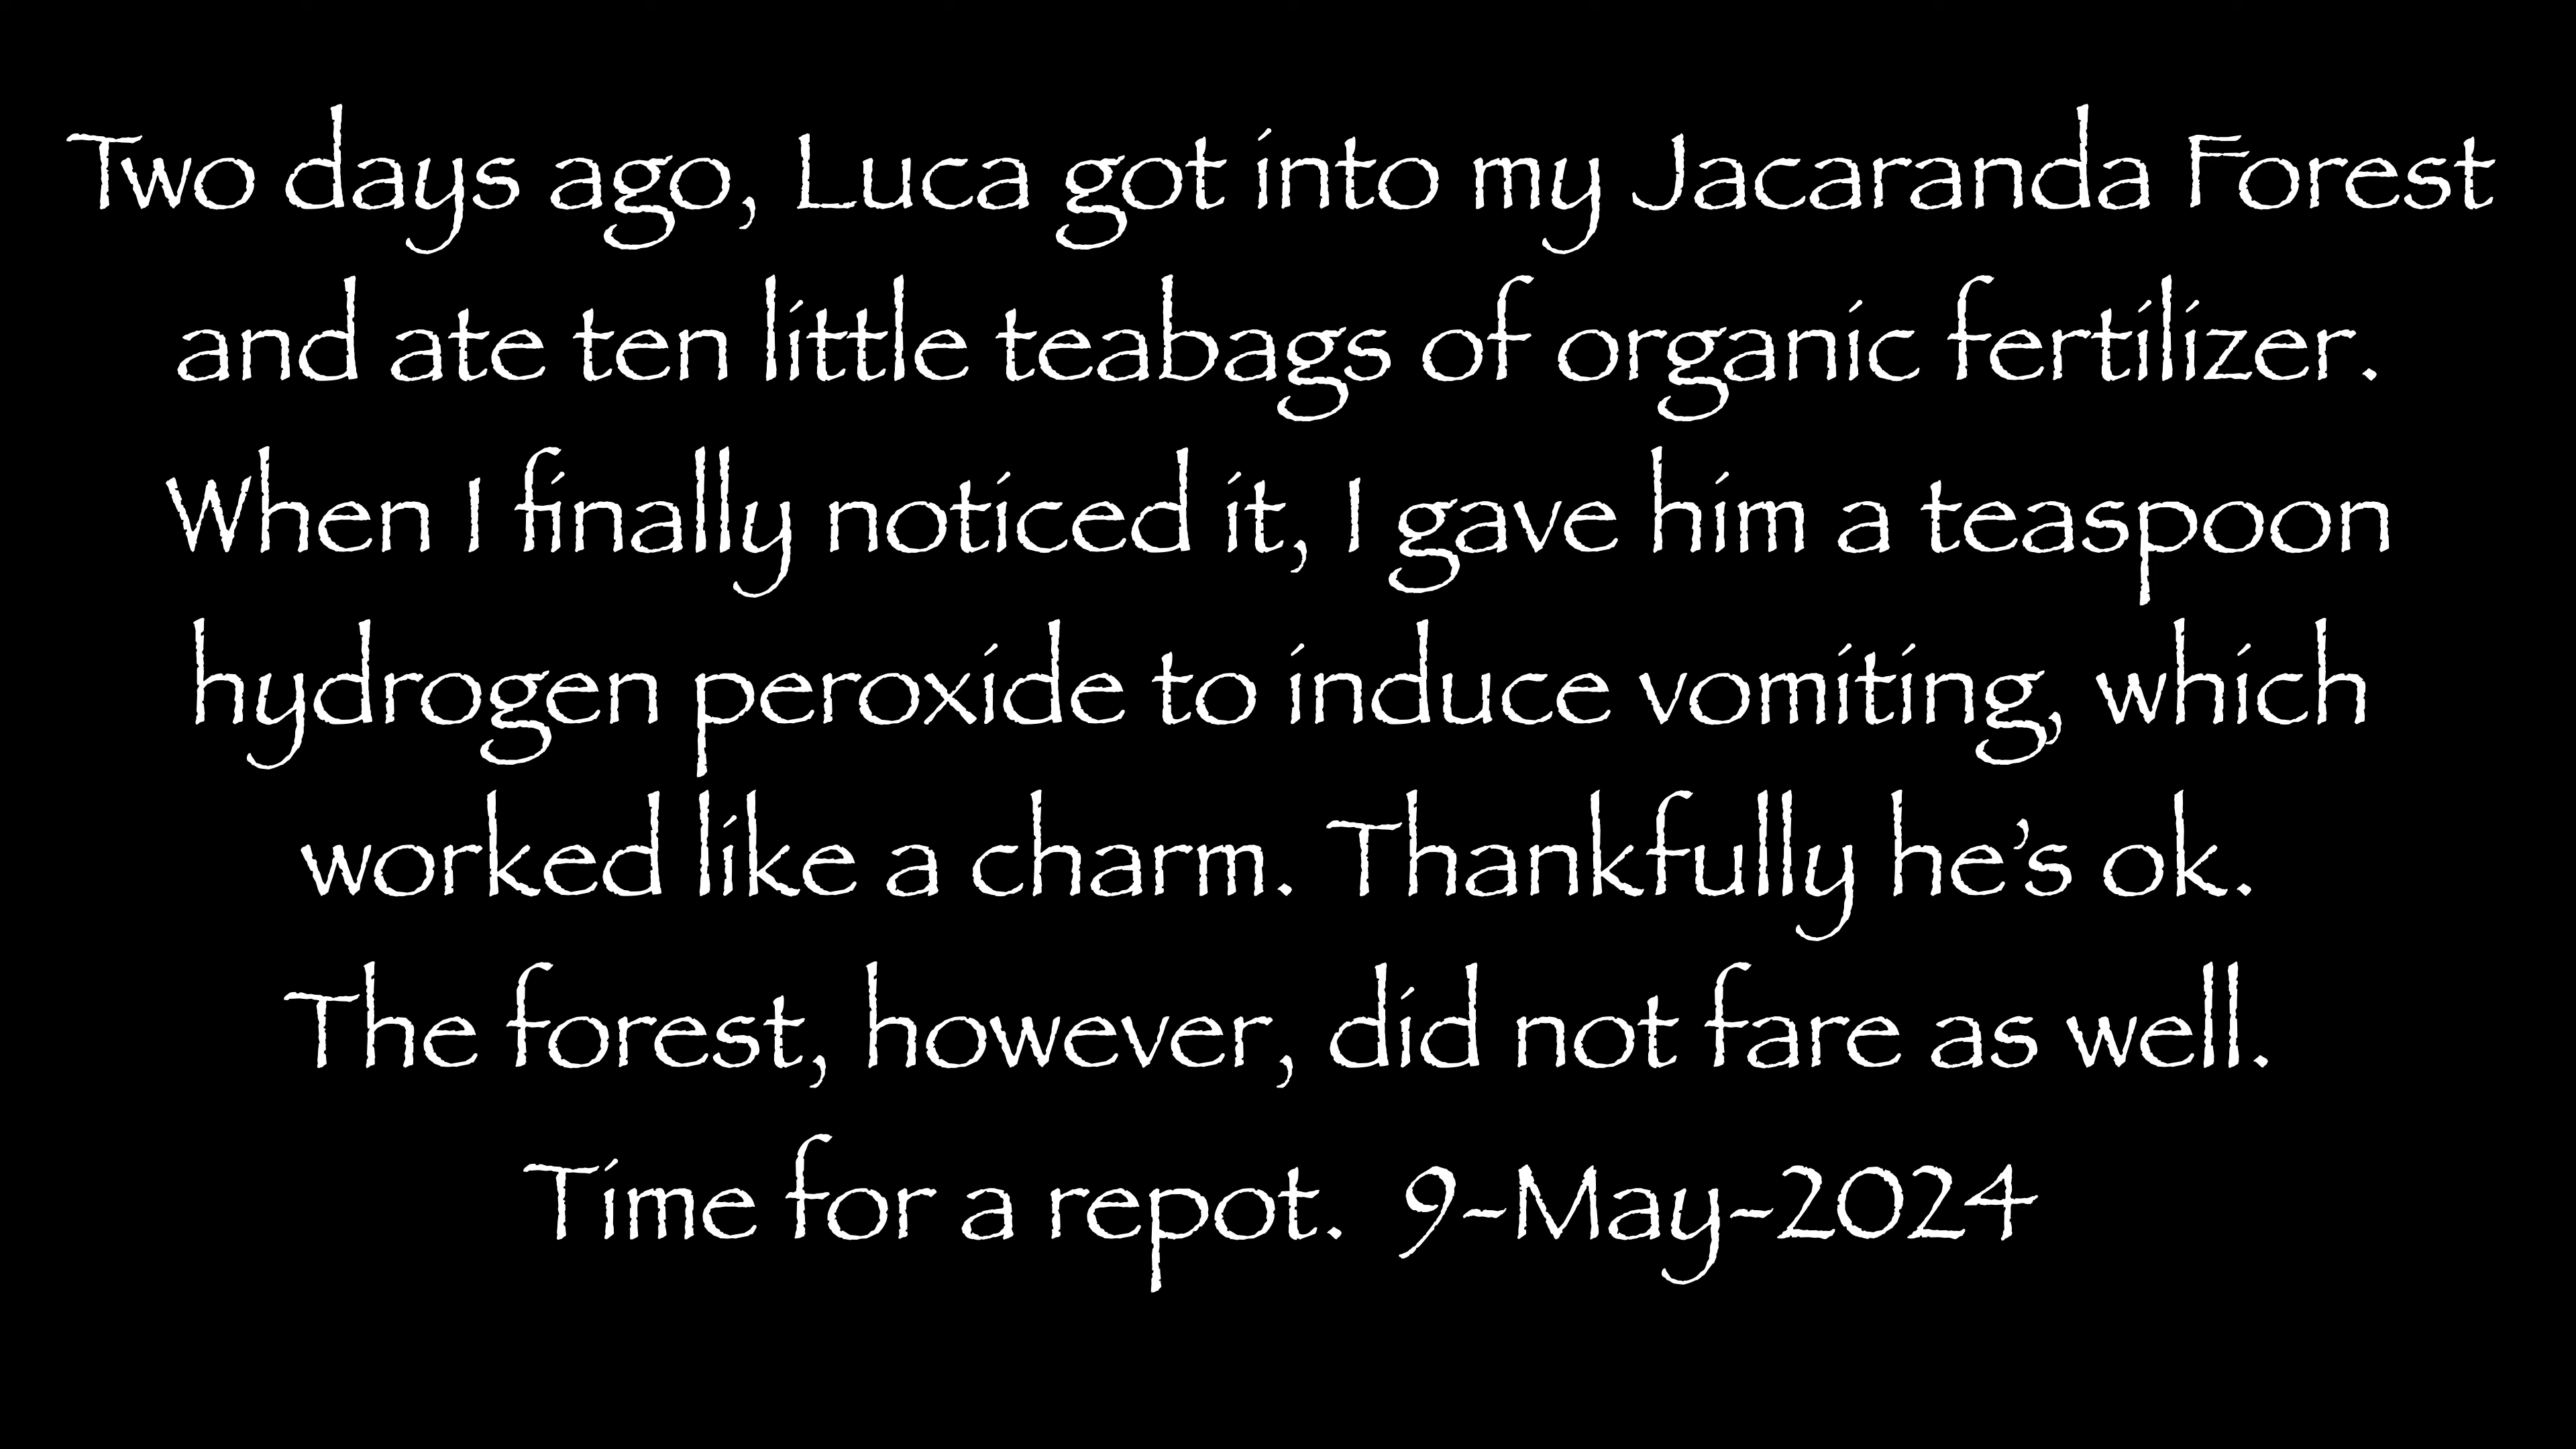 Two days ago, Luca got into my Jacaranda Forest
and ate ten little teabags of organic fertilizer.
When I finally noticed it, I gave him a teaspoon
hydrogen peroxide to induce vomiting, which
worked like a charm. Thankfully he’s ok.
The forest, however, did not fare as well.
Time for a repot. 9-May-2024